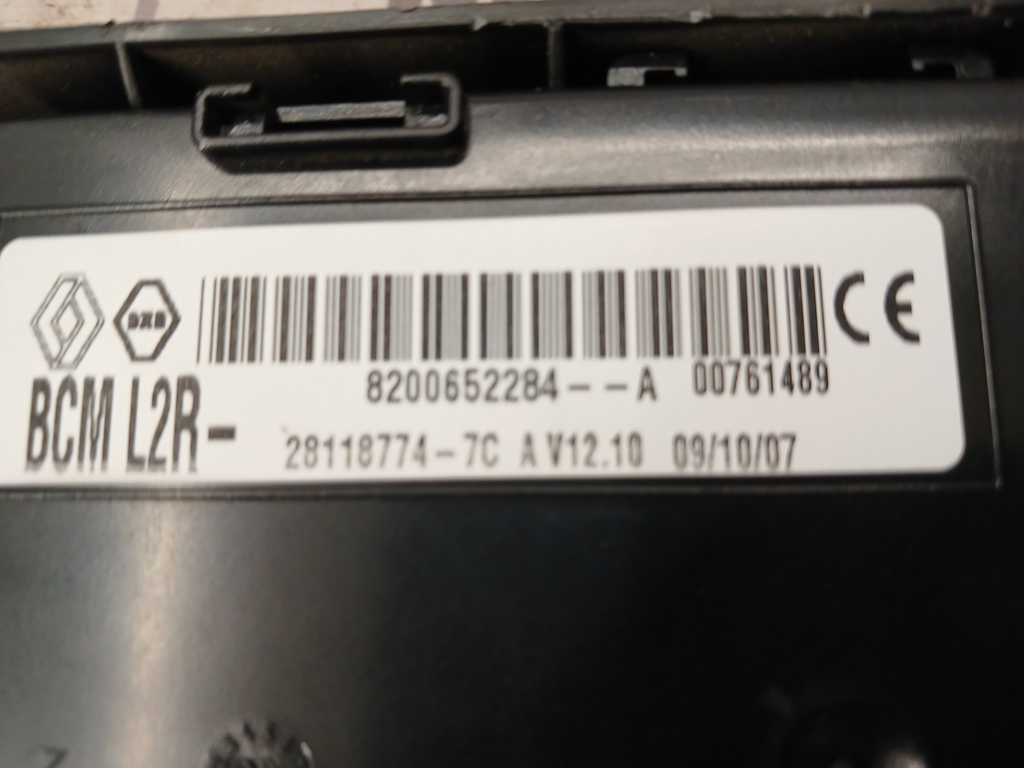 8200652284--A 00761489
BCM L2R-
28118774-7C A V12.10 09/10/07